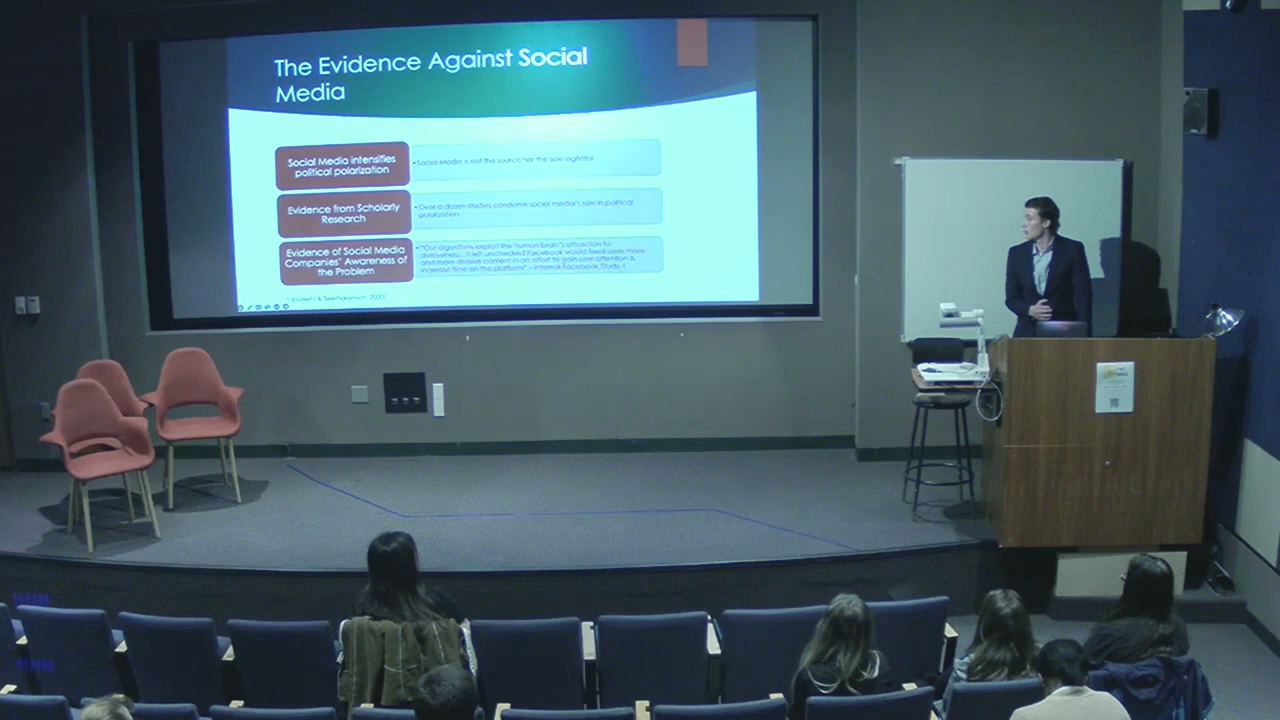 The Evidence Against Social
Media
Social Media intensifies
political polarization
• Social Media is not the source nor the sole agitator
Evidence from Scholarly
Research
• Over a dozen studies condemn social media's role in political
polarization
Evidence of Social Media
Companies' Awareness of
the Problem
• "Our algorithms exploit the human brain's attraction to
divisiveness... If left unchecked Facebook would feed users more
and more divisive content in an effort to gain user attention &
increase time on the platform" – Internal Facebook Study